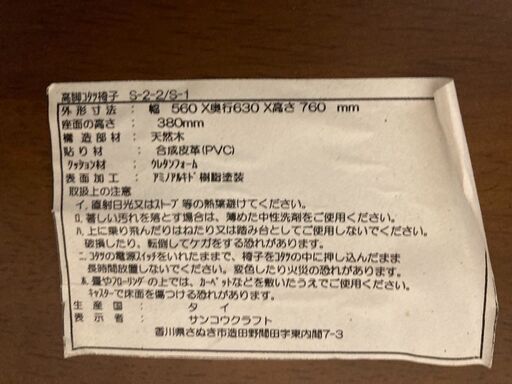 高脚コタツ椅子 S-2-2/S-1
外形寸法 : 幅 560 X奥行630 X高さ 760 mm
座面の高さ : 380mm
構造部材 : 天然木
貼り材 : 合成皮革(PVC)
クッション材 : ウレタンフォーム
表面加工 : アミノアルキド樹脂塗装
取扱上の注意
イ. 直射日光又はストーブ等の熱葉避けてください。
ロ. 著しい汚れを落とす場合は、薄めた中性洗剤をご使用ください。
ハ. 上に乗り飛んだりはねたり又は踏み台としてご使用しないでください。
破損したり、転倒してケガをする恐れがあります。
ニ. コタツの電源スイッチをいれたままで、椅子をコタツの中に押し込んだまま
長時間放置しないでください。変色したり火災の恐れがあります。
ホ. 畳やフローリングの上では、カーペットなどを敷いたうえでご使用ください。
キャスターで床面を傷つける恐れがあります。
生産国 : タイ
表示者 : サンコウクラフト
香川県さぬき市造田野間田字東内間7-3